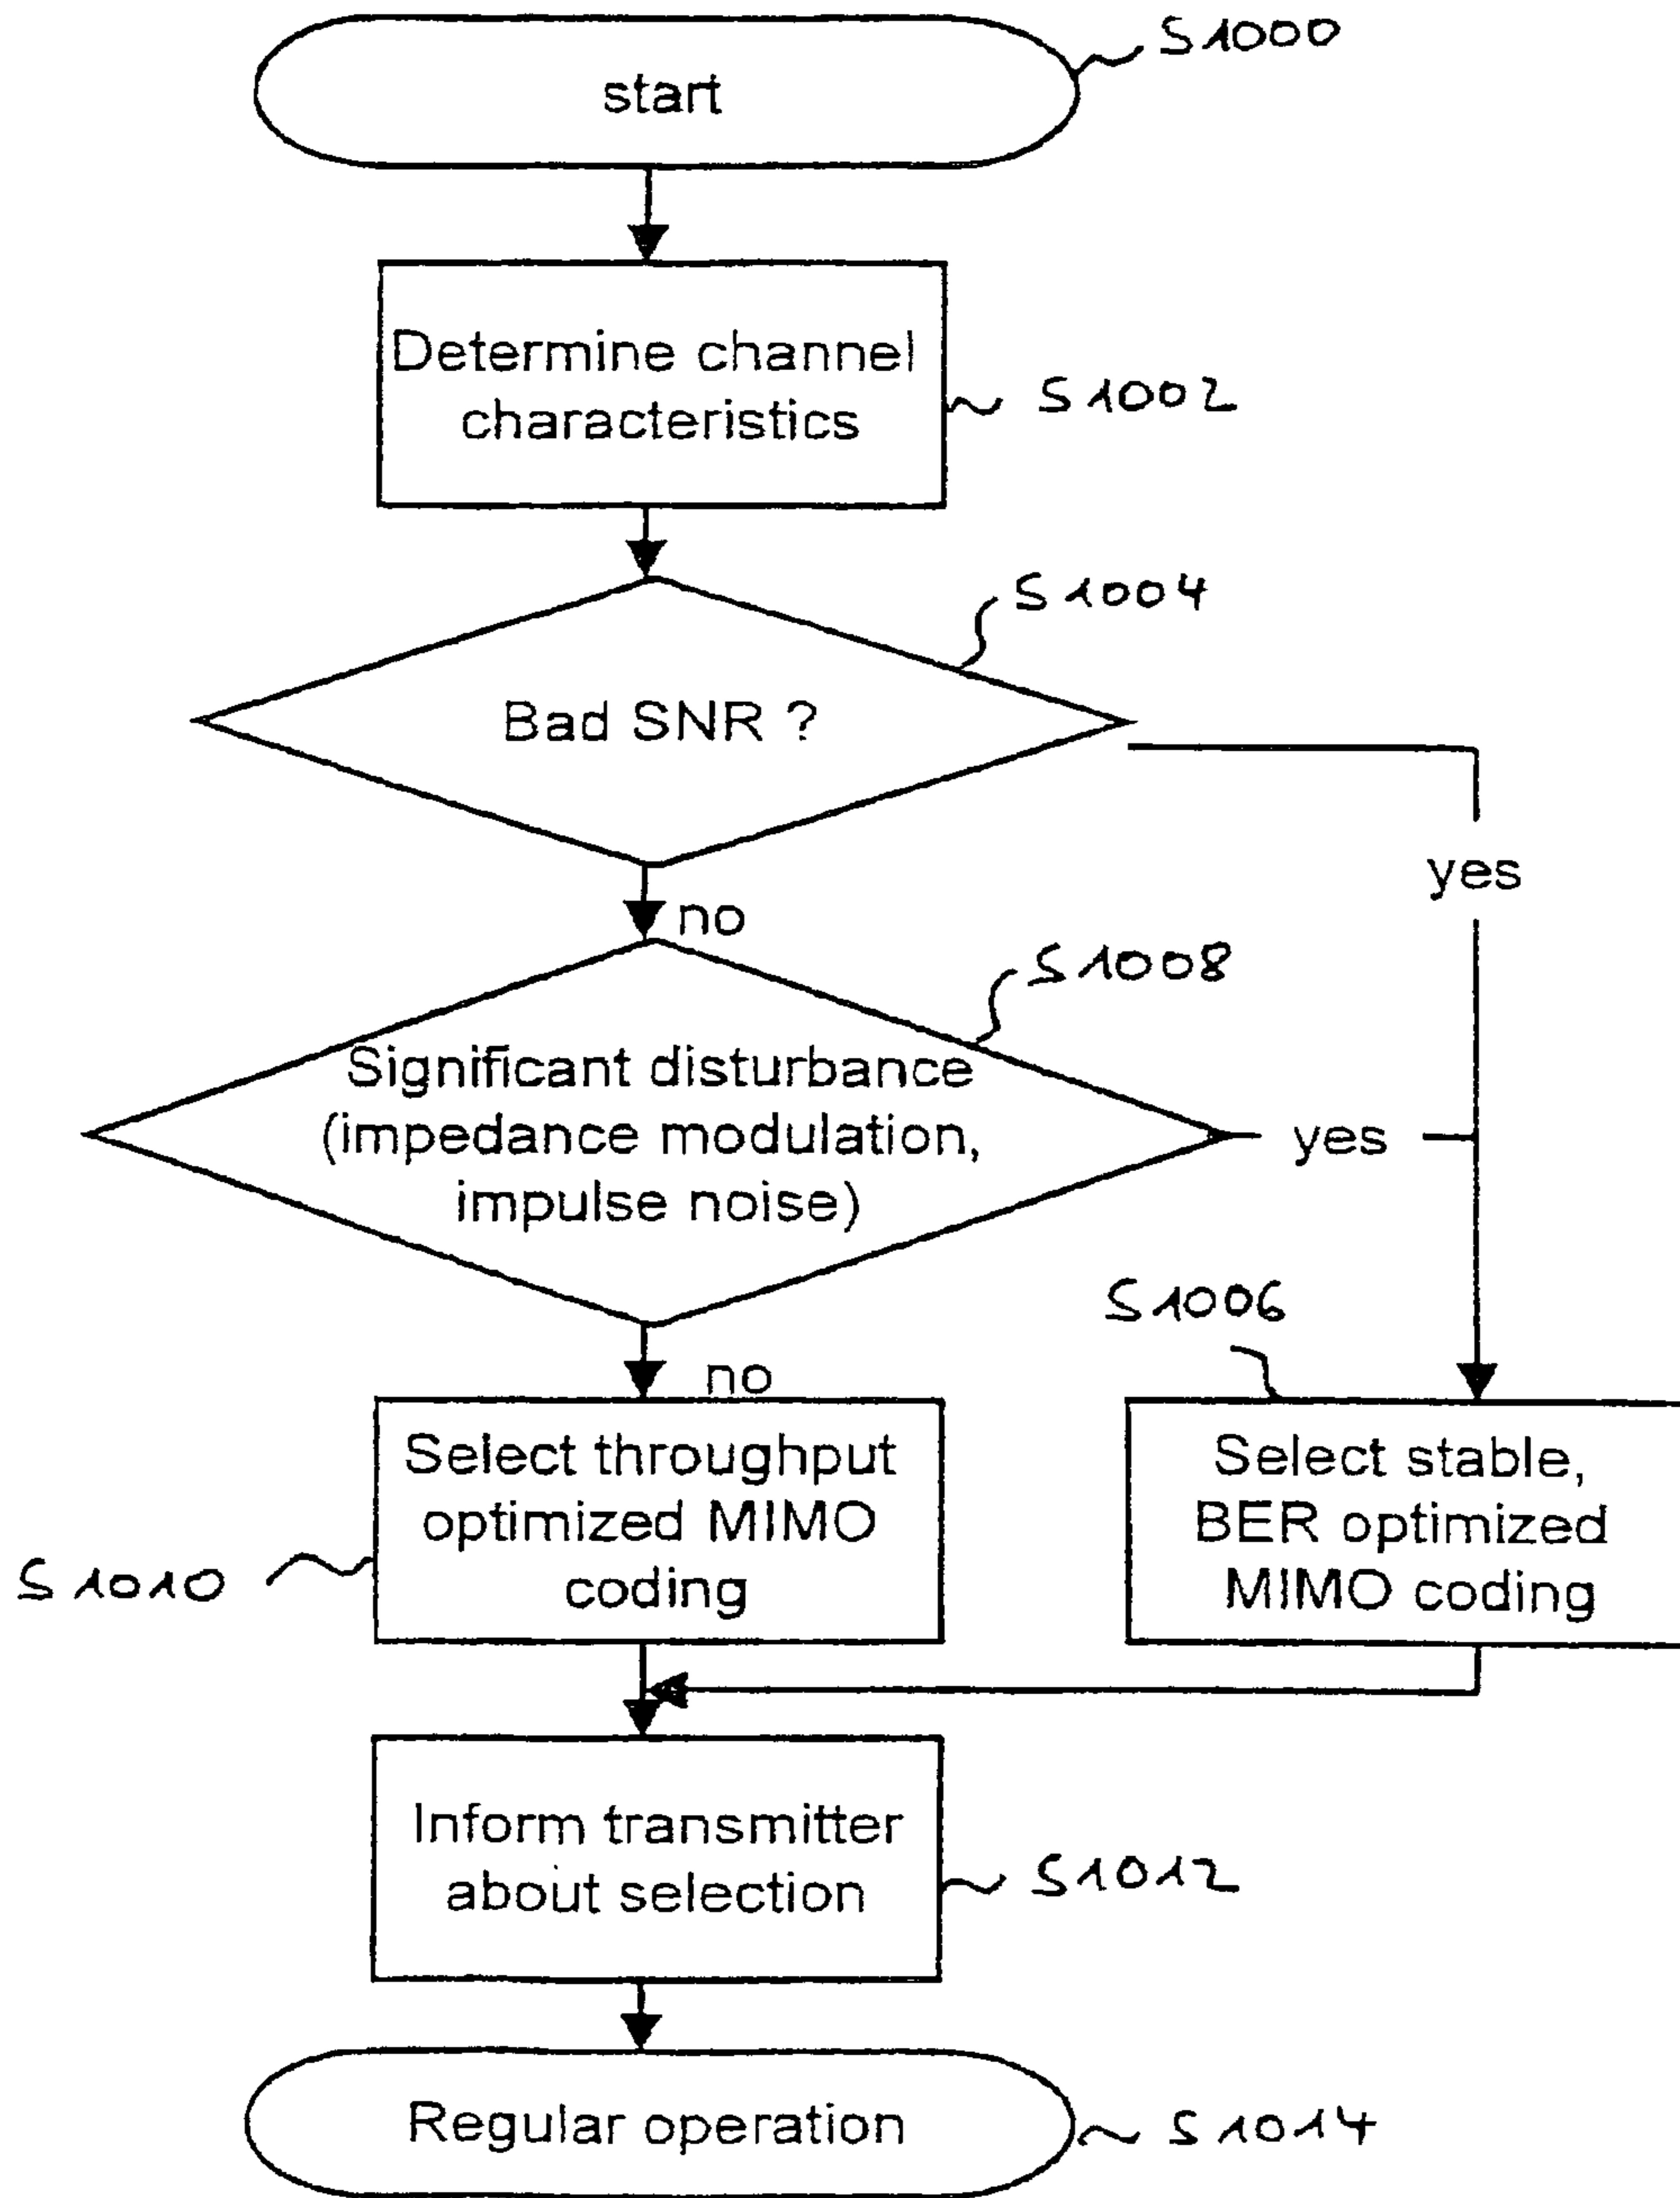 start
S1000
Determine channel
characteristics
S1002
S1004
Bad SNR ?
yes
no
S1008
Significant disturbance
(impedance modulation,
impulse noise)
yes
S1006
no
Select throughput
optimized MIMO
coding
S1010
Select stable,
BER optimized
MIMO coding
Inform transmitter
about selection
S1012
Regular operation
S1014